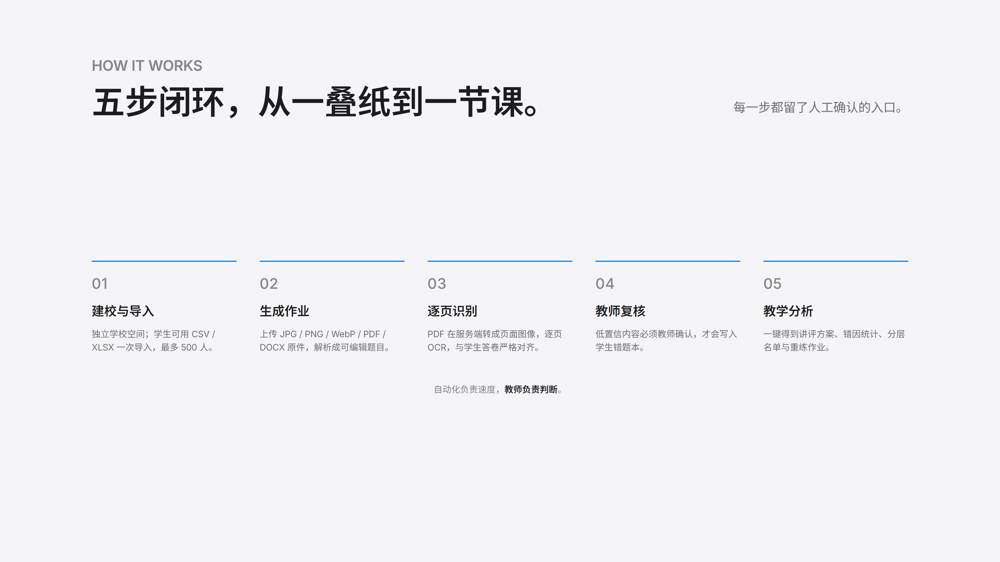 HOW IT WORKS
五步闭环，从一叠纸到一节课。
每一步都留了人工确认的入口。
01
建校与导入
独立学校空间；学生可用 CSV /
XLSX 一次导入，最多 500 人。
02
生成作业
上传 JPG / PNG / WebP / PDF /
DOCX 原件，解析成可编辑题目。
03
逐页识别
PDF 在服务端转成页面图像，逐页
OCR，与学生答卷严格对齐。
04
教师复核
低置信内容必须教师确认，才会写入
学生错题本。
05
教学分析
一键得到讲评方案、错因统计、分层
名单与重练作业。
自动化负责速度，教师负责判断。